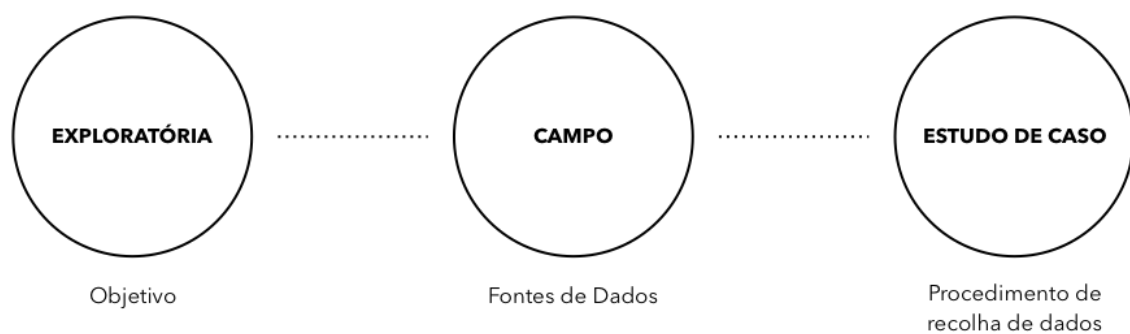 EXPLORATÓRIA
CAMPO
ESTUDO DE CASO
Objetivo
Fontes de Dados
Procedimento de
recolha de dados